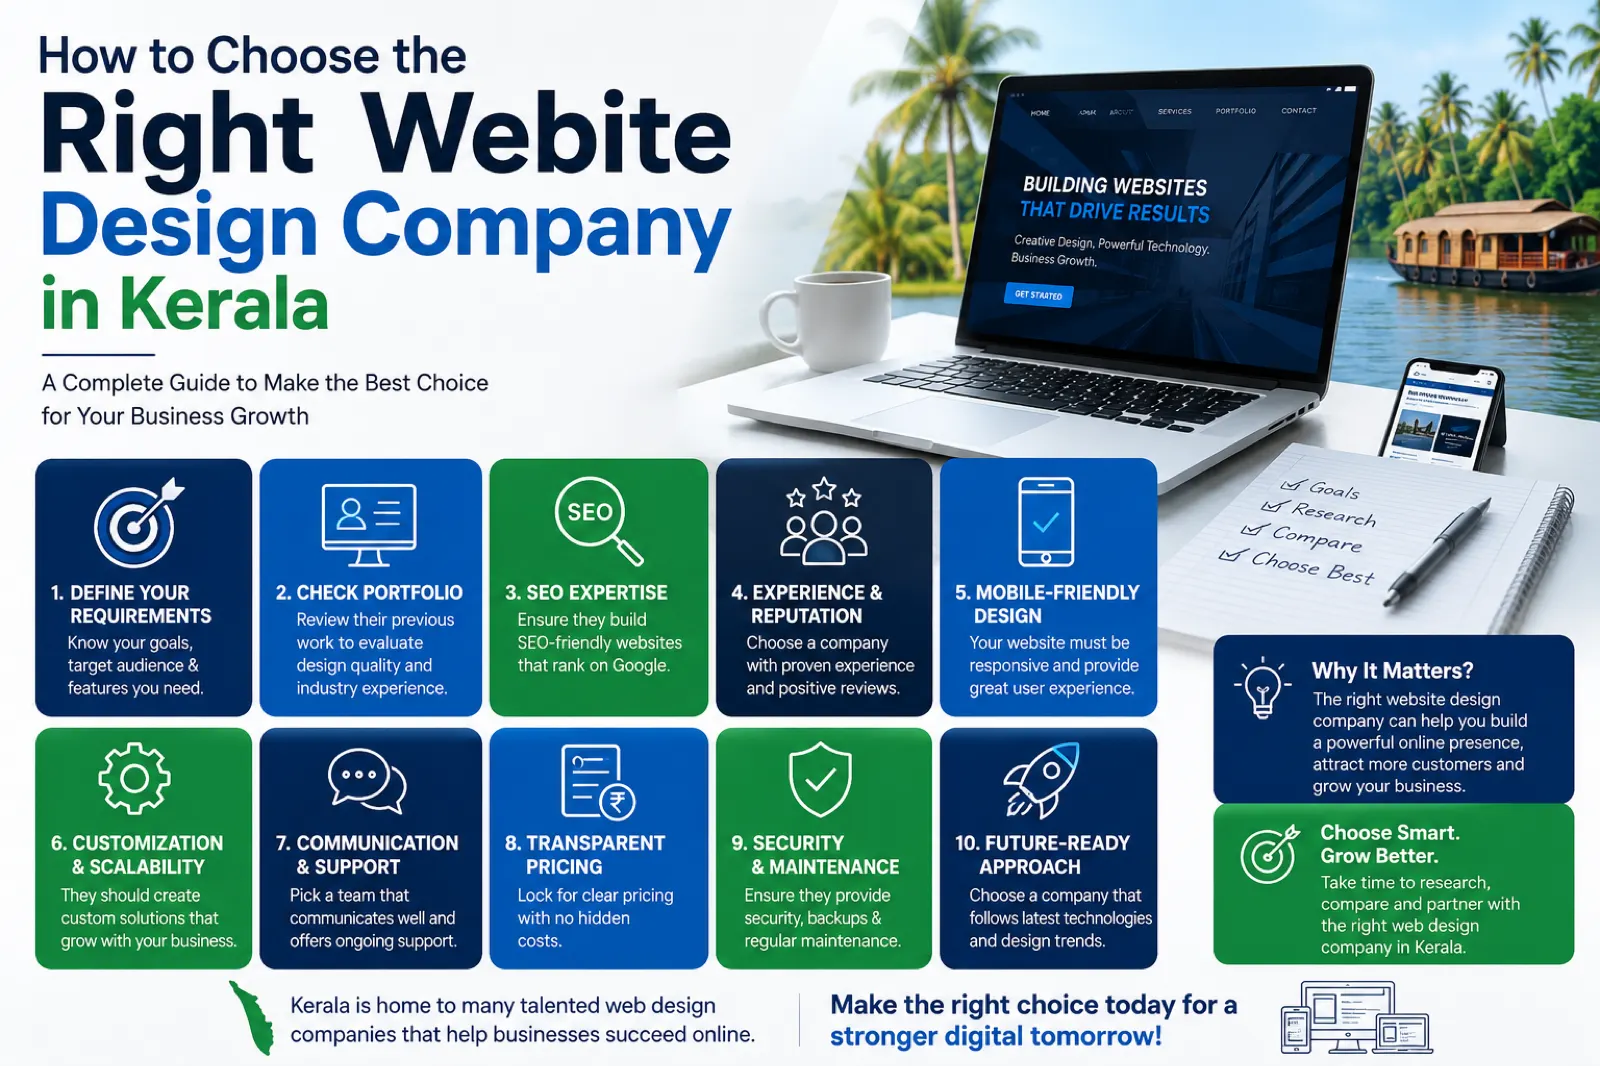 How to Choose the
Right Webite
Design Company
in Kerala
A Complete Guide to Make the Best Choice
for Your Business Growth
HOME
SERVICES
PORTFOLIO
CONTACT
BUILDING WEBSITES
THAT DRIVE RESULTS
Creative Design, Powerful Technology.
Business Growth.
GET STARTED
Goals
Research
Compare
Choose Best
1. DEFINE YOUR
REQUIREMENTS
Know your goals,
target audience &
features you need.
2. CHECK PORTFOLIO
Review their previous
work to evaluate
design quality and
industry experience.
SEO
3. SEO EXPERTISE
Ensure they build
SEO-friendly websites
that rank on Google.
4. EXPERIENCE &
REPUTATION
Choose a company
with proven experience
and positive reviews.
5. MOBILE-FRIENDLY
DESIGN
Your website must be
responsive and provide
great user experience.
6. CUSTOMIZATION
& SCALABILITY
They should create
custom solutions that
grow with your business.
7. COMMUNICATION
& SUPPORT
Pick a team that
communicates well and
offers ongoing support.
₹
8. TRANSPARENT
PRICING
Lock for clear pricing
with no hidden
costs.
9. SECURITY
& MAINTENANCE
Ensure they provide
security, backups &
regular maintenance.
10. FUTURE-READY
APPROACH
Choose a company that
follows latest technologies
and design trends.
Why It Matters?
The right website design
company can help you build
a powerful online presence,
attract more customers and
grow your business.
Choose Smart.
Grow Better.
Take time to research,
compare and partner with
the right web design
company in Kerala.
Kerala is home to many talented web design
companies that help businesses succeed online.
Make the right choice today for a
stronger digital tomorrow!